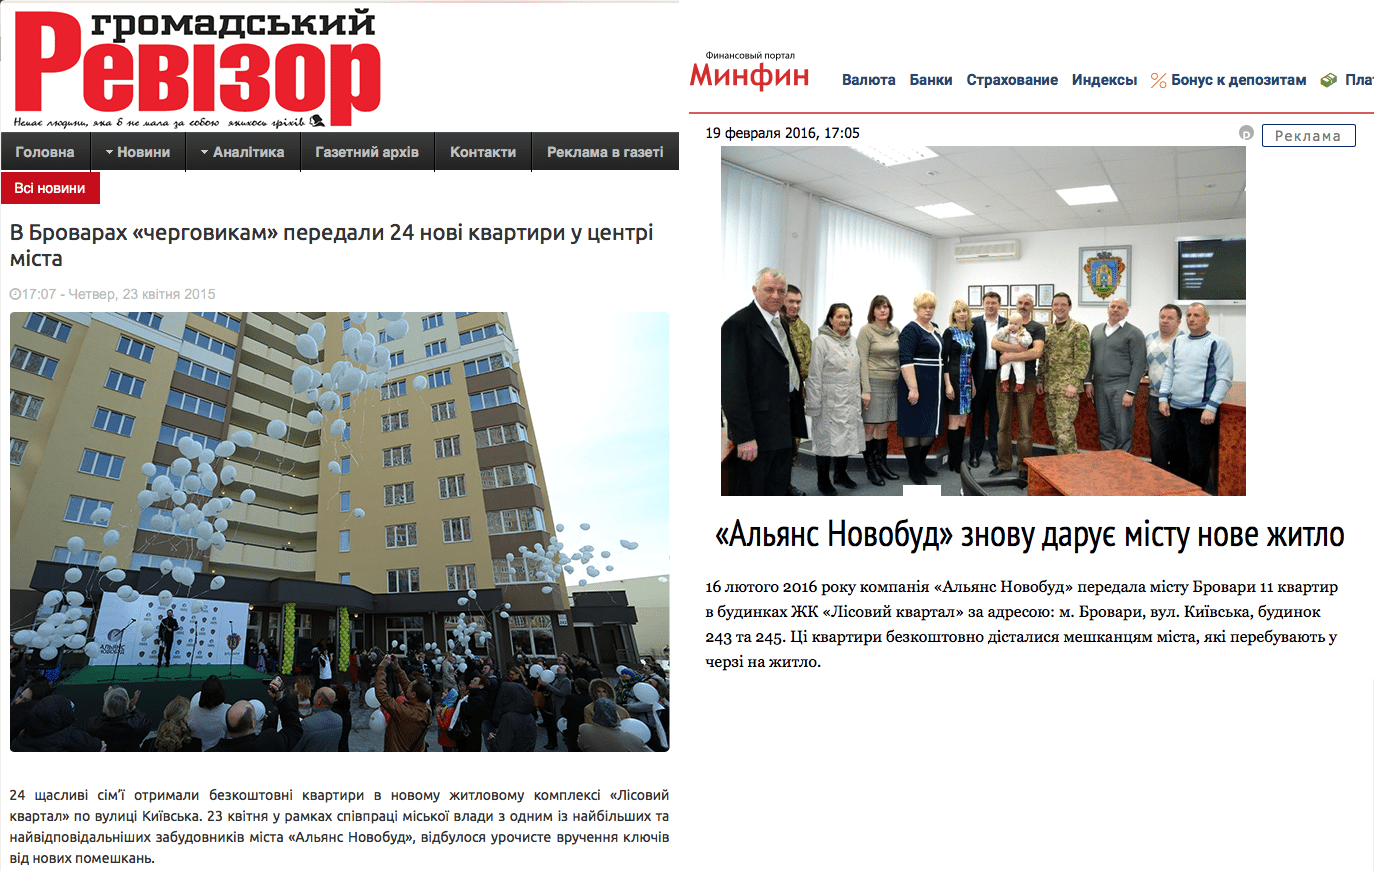 громадський
Ревізор
Немає людини, яка б не мала за собою якихось гріхів
Головна
Новини
Аналітика
Газетний архів
Контакти
Реклама в газеті
Всі новини
В Броварах «черговикам» передали 24 нові квартири у центрі
міста
17:07 - Четвер, 23 квітня 2015
АЛЬЯНС
НОВОБУД
24 щасливі сім’ї отримали безкоштовні квартири в новому житловому комплексі «Лісовий
квартал» по вулиці Київська. 23 квітня у рамках співпраці міської влади з одним із найбільших та
найвідповідальніших забудовників міста «Альянс Новобуд», відбулося урочисте вручення ключів
від нових помешкань.
Финансовый портал
Минфин
Валюта
Банки
Страхование
Индексы
Бонус к депозитам
Плат
19 февраля 2016, 17:05
p
Реклама
«Альянс Новобуд» знову дарує місту нове житло
16 лютого 2016 року компанія «Альянс Новобуд» передала місту Бровари 11 квартир
в будинках ЖК «Лісовий квартал» за адресою: м. Бровари, вул. Київська, будинок
243 та 245. Ці квартири безкоштовно дісталися мешканцям міста, які перебувають у
черзі на житло.